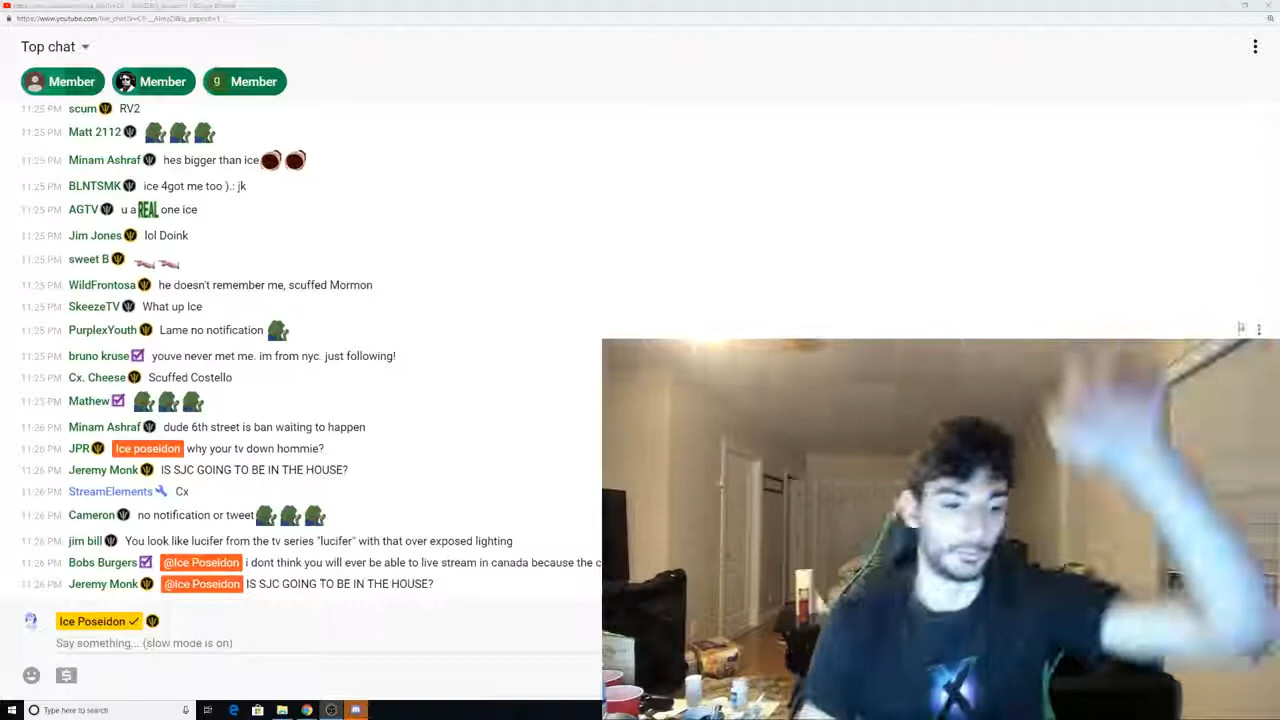 Top chat
Member Member g Member
11:25 PM scum RV2
11:25 PM Matt 2112
11:25 PM Minam Ashraf hes bigger than ice
11:25 PM BLNTSMK ice 4got me too ).: jk
11:25 PM AGTV u a REAL one ice
11:25 PM Jim Jones lol Doink
11:25 PM sweet B
11:25 PM WildFrontosa he doesn't remember me, scuffed Mormon
11:25 PM SkeezeTV What up Ice
11:25 PM PurplexYouth Lame no notification
11:25 PM bruno kruse youve never met me. im from nyc. just following!
11:25 PM Cx. Cheese Scuffed Costello
11:25 PM Mathew
11:26 PM Minam Ashraf dude 6th street is ban waiting to happen
11:26 PM JPR Ice poseidon why your tv down hommie?
11:26 PM Jeremy Monk IS SJC GOING TO BE IN THE HOUSE?
11:26 PM StreamElements Cx
11:26 PM Cameron no notification or tweet
11:26 PM jim bill You look like lucifer from the tv series "lucifer" with that over exposed lighting
11:26 PM Bobs Burgers @Ice Poseidon i dont think you will ever be able to live stream in canada because the c
11:26 PM Jeremy Monk @Ice Poseidon IS SJC GOING TO BE IN THE HOUSE?
Ice Poseidon
Say something... (slow mode is on)
Type here to search